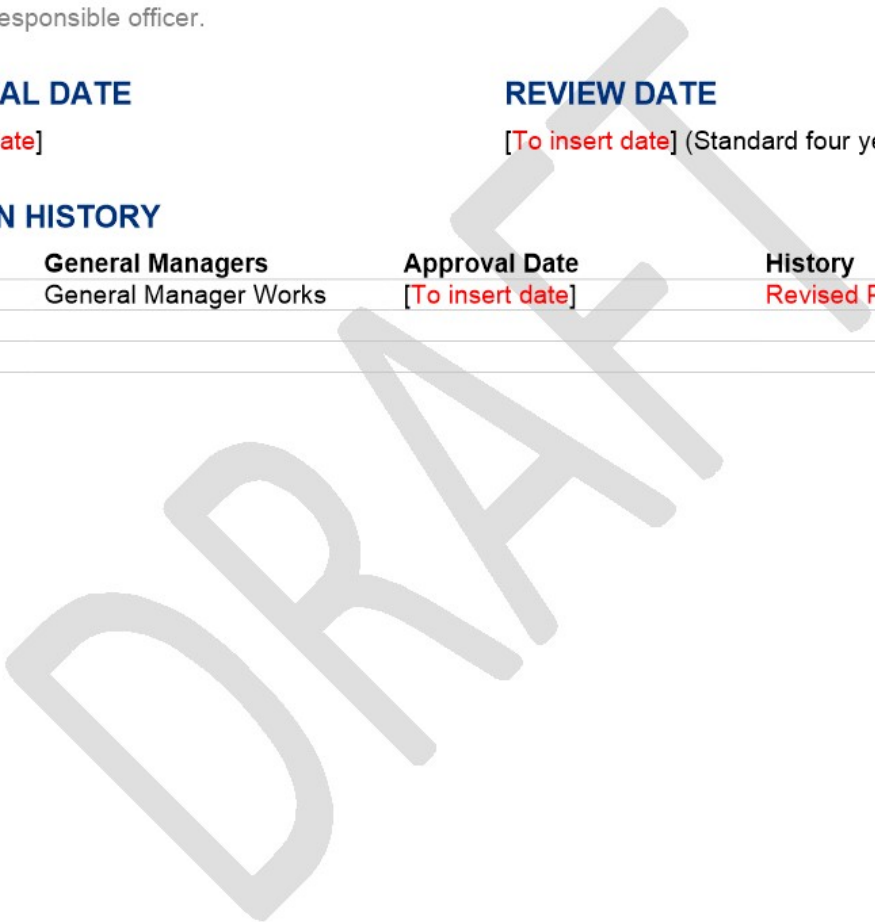 esponsible officer.
AL DATE
REVIEW DATE
ate]
[To insert date] (Standard four ye
N HISTORY
General Managers Approval Date History
General Manager Works [To insert date] Revised P
DRAFT